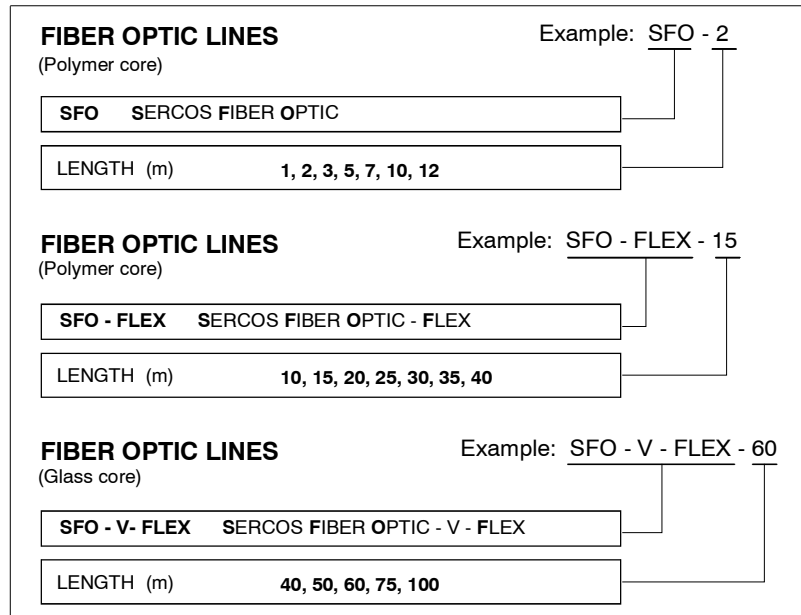 FIBER OPTIC LINES Example: SFO - 2
(Polymer core)
SFO SERCOS FIBER OPTIC
LENGTH (m) 1, 2, 3, 5, 7, 10, 12
FIBER OPTIC LINES Example: SFO - FLEX - 15
(Polymer core)
SFO - FLEX SERCOS FIBER OPTIC - FLEX
LENGTH (m) 10, 15, 20, 25, 30, 35, 40
FIBER OPTIC LINES Example: SFO - V - FLEX - 60
(Glass core)
SFO - V- FLEX SERCOS FIBER OPTIC - V - FLEX
LENGTH (m) 40, 50, 60, 75, 100